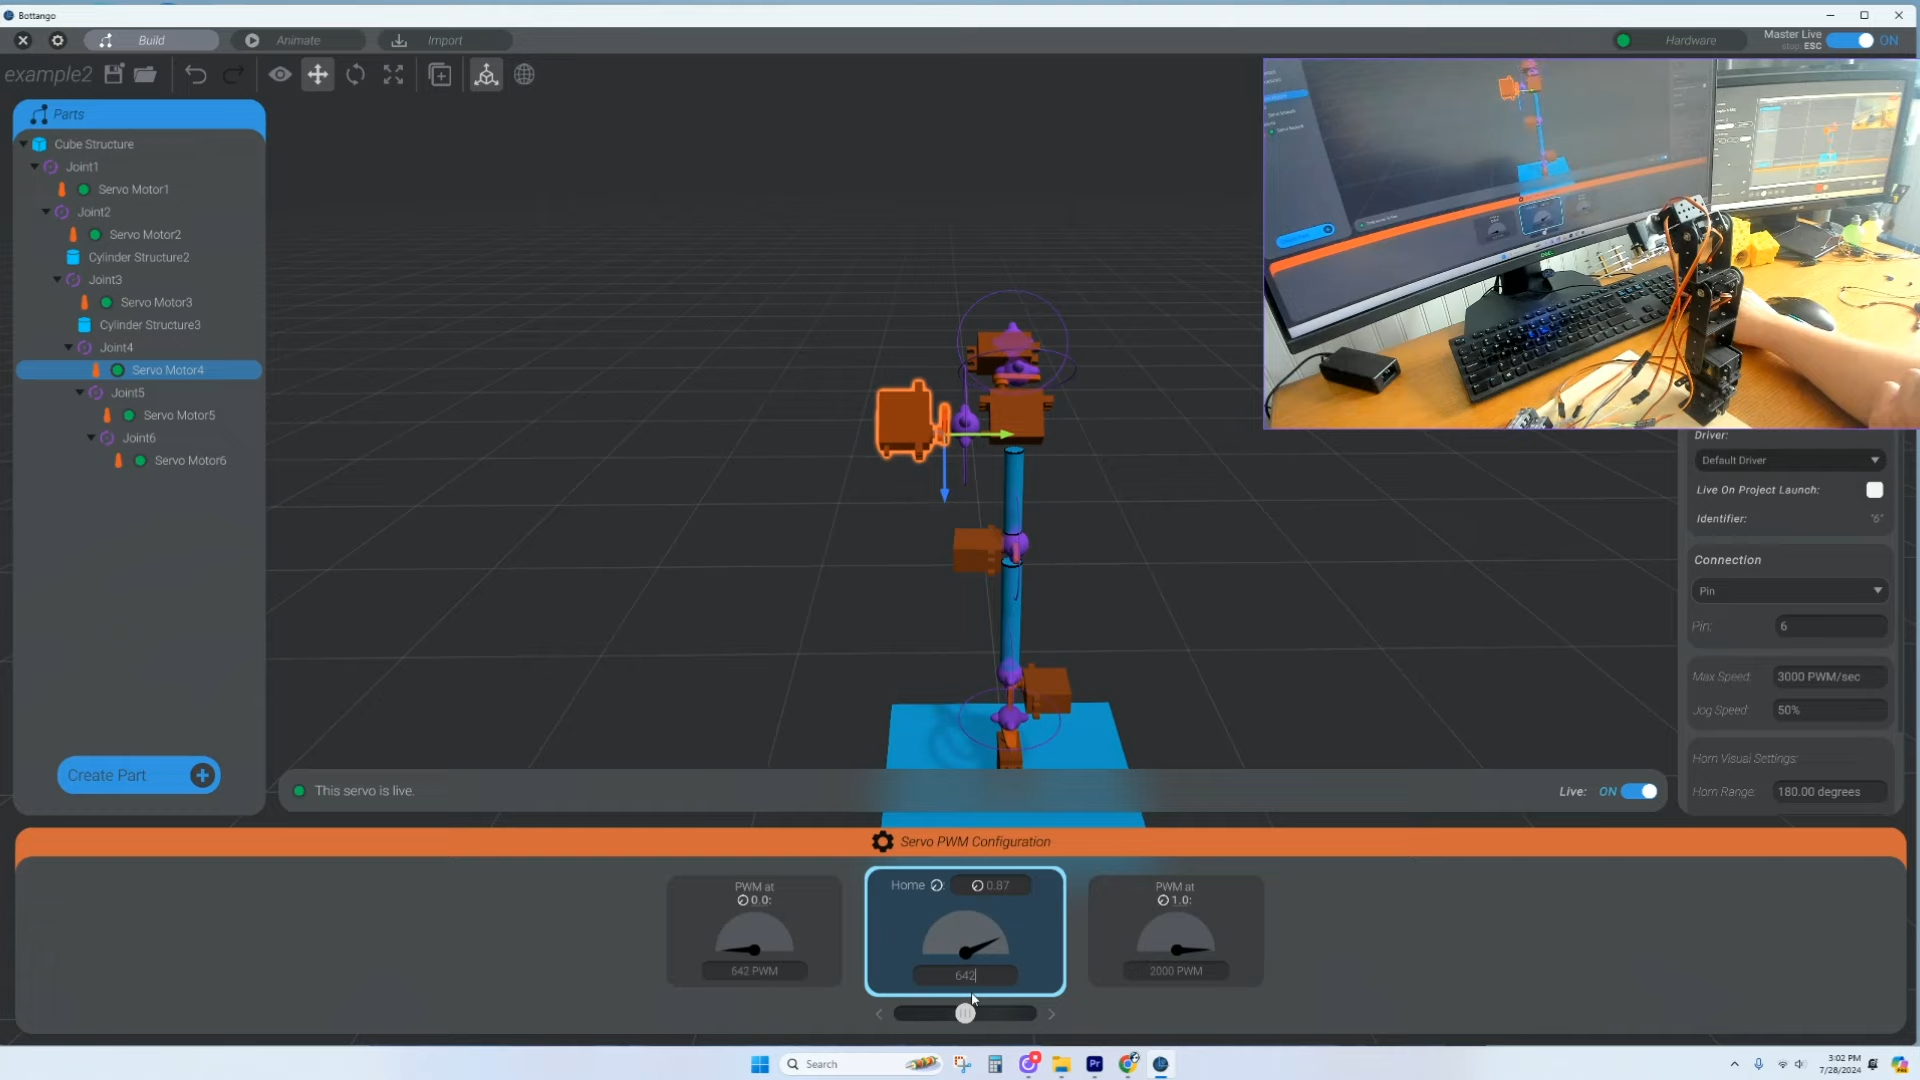 Bottango
Build
Animate
Import
Hardware
Master Live
stop: ESC
ON
example2
Parts
Cube Structure
Joint1
Servo Motor1
Joint2
Servo Motor2
Cylinder Structure2
Joint3
Servo Motor3
Cylinder Structure3
Joint4
Servo Motor4
Joint5
Servo Motor5
Joint6
Servo Motor6
Create Part
Driver:
Default Driver
Live On Project Launch:
Identifier: "6"
Connection
Pin
Pin: 6
Max Speed: 3000 PWM/sec
Jog Speed: 50%
Horn Visual Settings:
Horn Range: 180.00 degrees
This servo is live.
Live: ON
Servo PWM Configuration
PWM at
0.0:
642 PWM
Home : 0.87
642
PWM at
1.0:
2000 PWM
Search
3:02 PM
7/28/2024